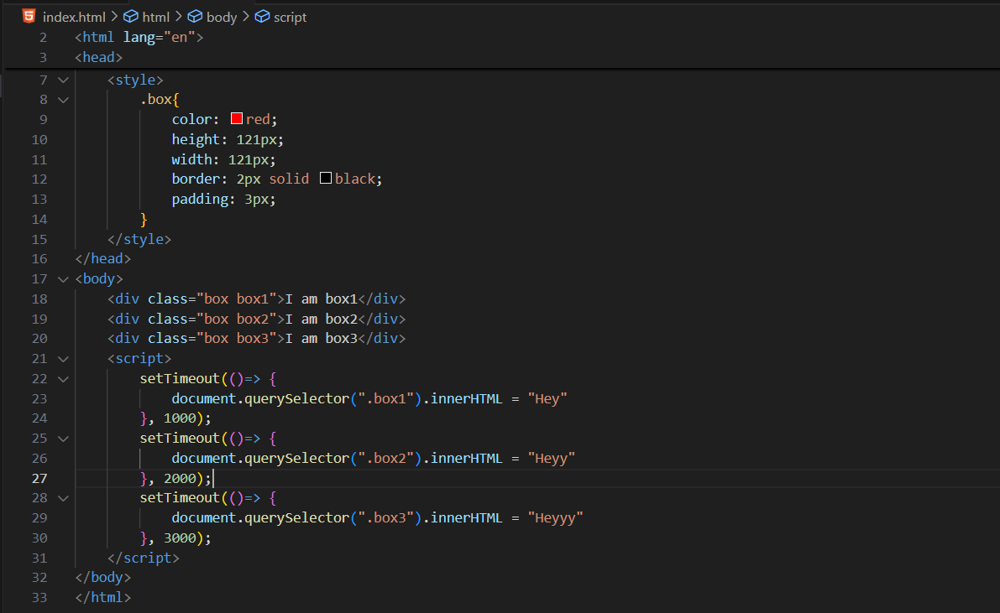 index.html > html > body > script
2 <html lang="en">
3 <head>
7 <style>
8 .box{
9 color: red;
10 height: 121px;
11 width: 121px;
12 border: 2px solid black;
13 padding: 3px;
14 }
15 </style>
16 </head>
17 <body>
18 <div class="box box1">I am box1</div>
19 <div class="box box2">I am box2</div>
20 <div class="box box3">I am box3</div>
21 <script>
22 setTimeout(()=> {
23 document.querySelector(".box1").innerHTML = "Hey"
24 }, 1000);
25 setTimeout(()=> {
26 document.querySelector(".box2").innerHTML = "Heyy"
27 }, 2000);
28 setTimeout(()=> {
29 document.querySelector(".box3").innerHTML = "Heyyy"
30 }, 3000);
31 </script>
32 </body>
33 </html>